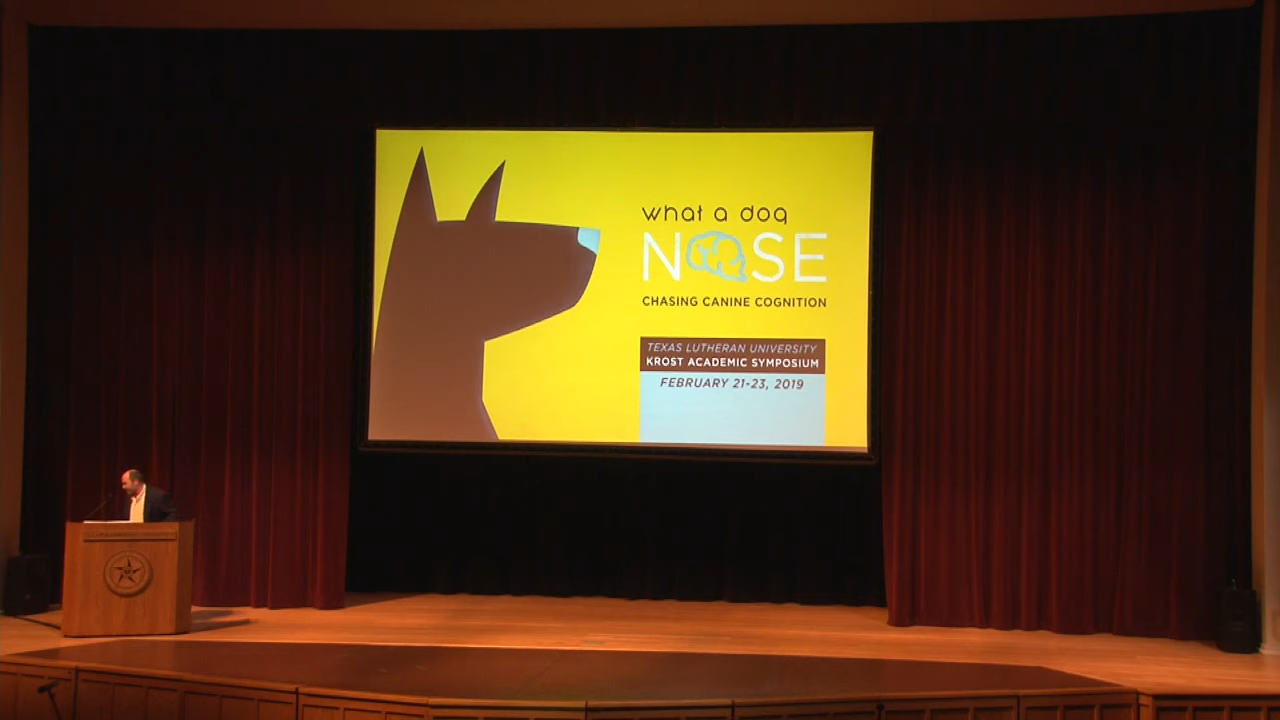 what a dog
NOSE
CHASING CANINE COGNITION
TEXAS LUTHERAN UNIVERSITY
KROST ACADEMIC SYMPOSIUM
FEBRUARY 21-23, 2019